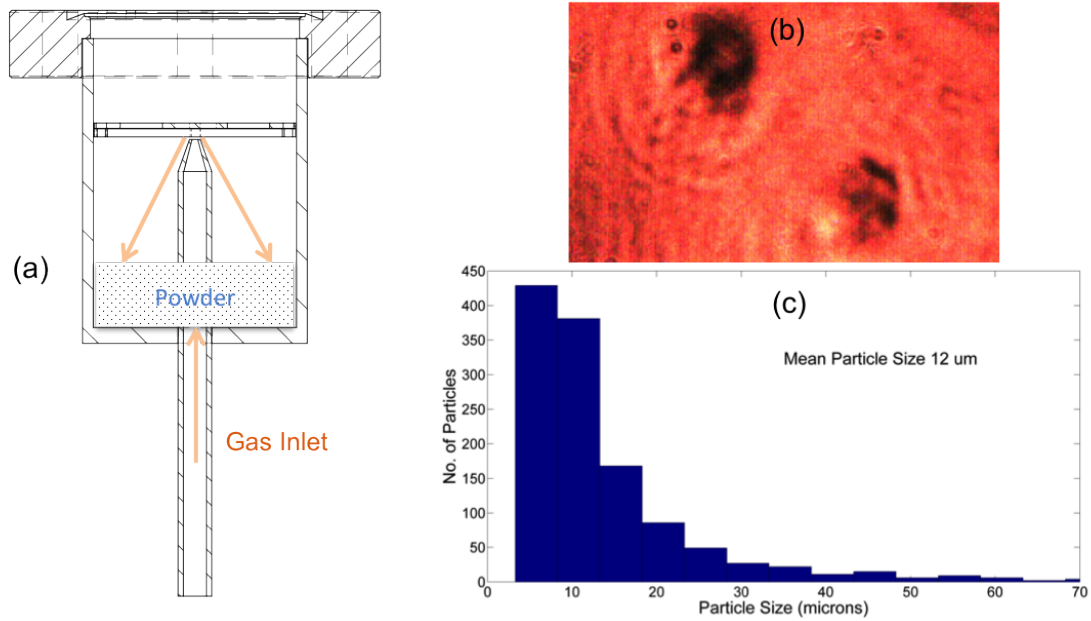 (a)
Powder
Gas Inlet
(b)
(c)
Mean Particle Size 12 um
No. of Particles
450
400
350
300
250
200
150
100
50
0
0 10 20 30 40 50 60 70
Particle Size (microns)